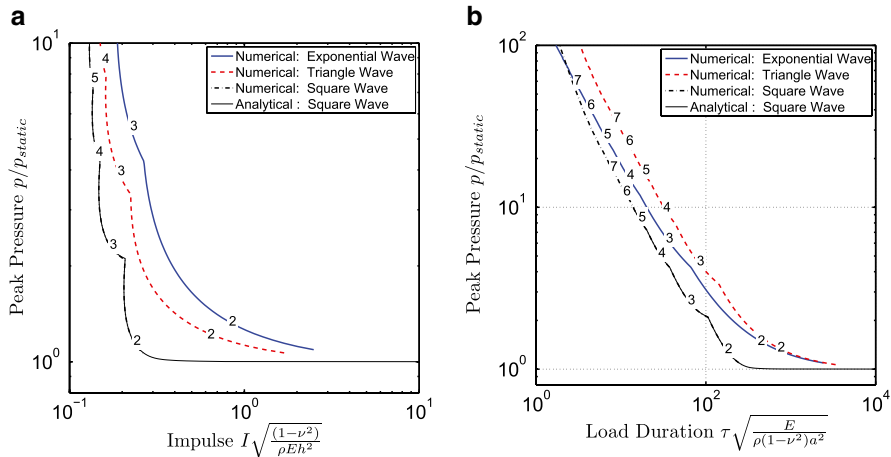 a
10^1
10^0
10^-1
10^0
10^1
Peak Pressure p/p_static
Impulse I√((1−ν²)/(ρEh²))
Numerical: Exponential Wave
Numerical: Triangle Wave
Numerical: Square Wave
Analytical : Square Wave
4
5
4
3
3
3
2
2
2
b
10^2
10^1
10^0
10^0
10^2
10^4
Peak Pressure p/p_static
Load Duration τ√(E/(ρ(1−ν²)a²))
Numerical: Exponential Wave
Numerical: Triangle Wave
Numerical: Square Wave
Analytical : Square Wave
7
6
5
4
3
2
7
6
5
4
3
2
7
6
5
4
3
2